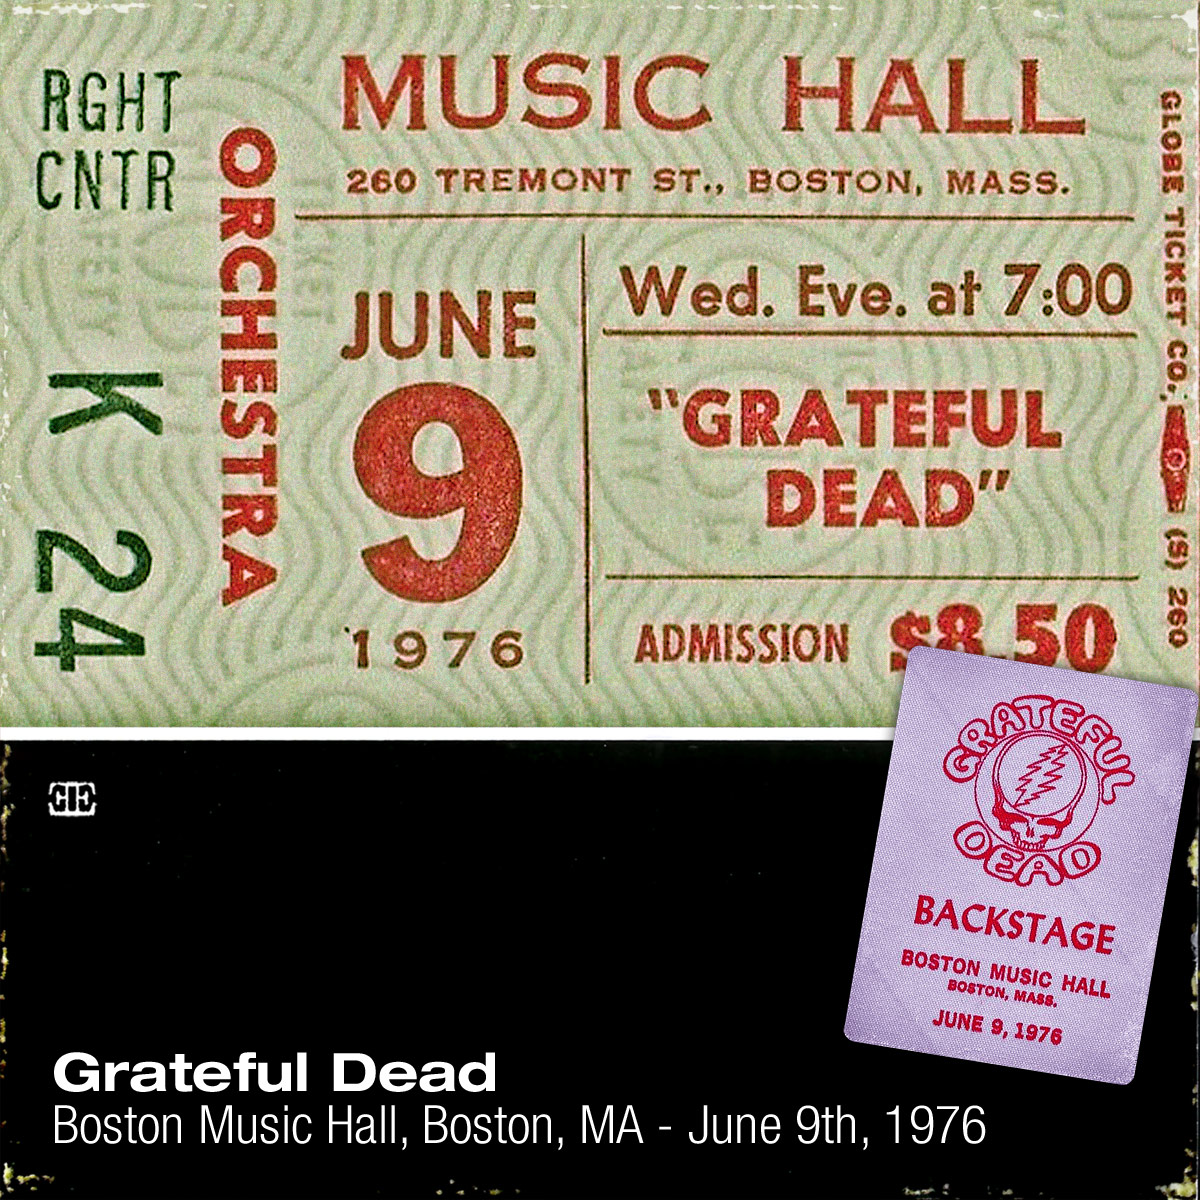 RGHT
CNTR
K 24
ORCHESTRA
MUSIC HALL
260 TREMONT ST., BOSTON, MASS.
JUNE
9
1976
Wed. Eve. at 7:00
"GRATEFUL
DEAD"
ADMISSION $8.50
GLOBE TICKET CO., (S) 260
GRATEFUL
DEAD
BACKSTAGE
BOSTON MUSIC HALL
BOSTON, MASS.
JUNE 9, 1976
Grateful Dead
Boston Music Hall, Boston, MA - June 9th, 1976